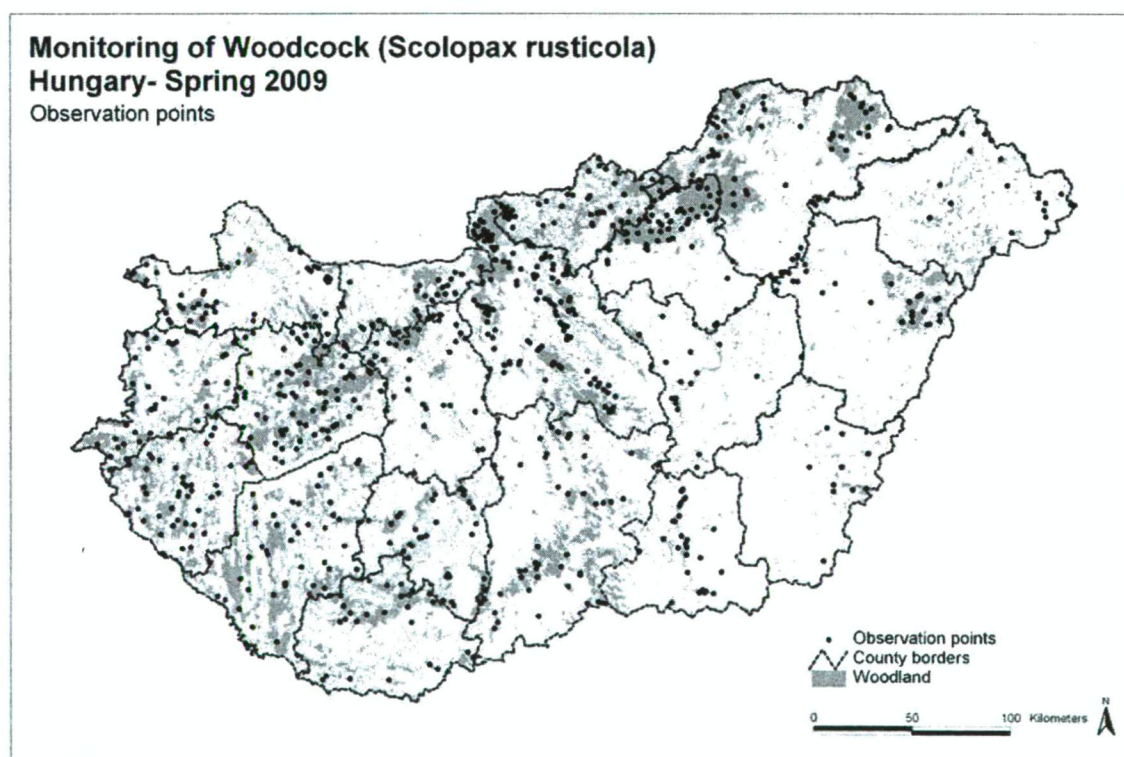 Monitoring of Woodcock (Scolopax rusticola)
Hungary- Spring 2009
Observation points
Observation points
County borders
Woodland
0 50 100 Kilometers
N